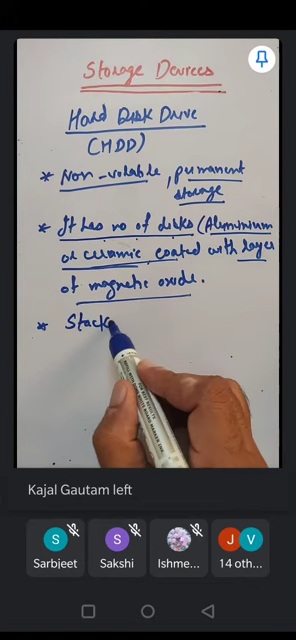 Storage Devices
Hard Disk Drive
(HDD)
* Non-volatile, permanent
storage
* It has no of disks (Aluminium
or ceramic, coated with layer
of magnetic oxide.
* Stack
Kajal Gautam left
S
S
J V
Sarbjeet
Sakshi
Ishme...
14 oth...